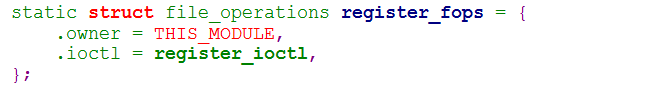 static struct file_operations register_fops = {
    .owner = THIS_MODULE,
    .ioctl = register_ioctl,
};